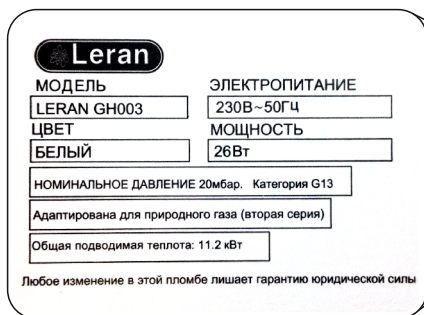 Leran
МОДЕЛЬ ЭЛЕКТРОПИТАНИЕ
LERAN GH003 230В~50ГЦ
ЦВЕТ МОЩНОСТЬ
БЕЛЫЙ 26Вт
НОМИНАЛЬНОЕ ДАВЛЕНИЕ 20мбар. Категория G13
Адаптирована для природного газа (вторая серия)
Общая подводимая теплота: 11.2 кВт
Любое изменение в этой пломбе лишает гарантию юридической силы